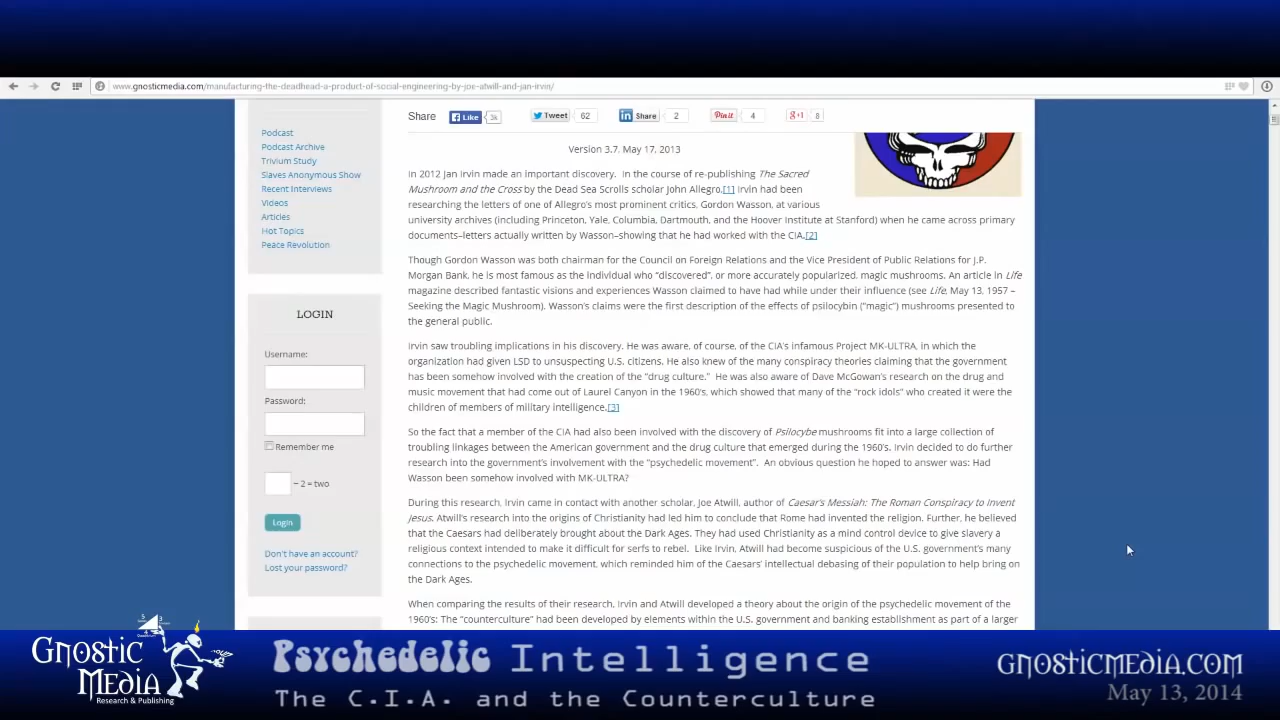 www.gnosticmedia.com/manufacturing-the-deadhead-a-product-of-social-engineering-by-joe-atwill-and-jan-irvin/
Podcast
Podcast Archive
Trivium Study
Slaves Anonymous Show
Recent Interviews
Videos
Articles
Hot Topics
Peace Revolution
LOGIN
Username:
Password:
Remember me
− 2 = two
Login
Don't have an account?
Lost your password?
Share Like 3k Tweet 62 Share 2 Pin it 4 +1 8
Version 3.7, May 17, 2013
In 2012 Jan Irvin made an important discovery. In the course of re-publishing The Sacred
Mushroom and the Cross by the Dead Sea Scrolls scholar John Allegro,[1] Irvin had been
researching the letters of one of Allegro's most prominent critics, Gordon Wasson, at various
university archives (including Princeton, Yale, Columbia, Dartmouth, and the Hoover Institute at Stanford) when he came across primary
documents–letters actually written by Wasson–showing that he had worked with the CIA.[2]
Though Gordon Wasson was both chairman for the Council on Foreign Relations and the Vice President of Public Relations for J.P.
Morgan Bank, he is most famous as the individual who "discovered", or more accurately popularized, magic mushrooms. An article in Life
magazine described fantastic visions and experiences Wasson claimed to have had while under their influence (see Life, May 13, 1957 –
Seeking the Magic Mushroom). Wasson's claims were the first description of the effects of psilocybin ("magic") mushrooms presented to
the general public.
Irvin saw troubling implications in his discovery. He was aware, of course, of the CIA's infamous Project MK-ULTRA, in which the
organization had given LSD to unsuspecting U.S. citizens. He also knew of the many conspiracy theories claiming that the government
has been somehow involved with the creation of the "drug culture." He was also aware of Dave McGowan's research on the drug and
music movement that had come out of Laurel Canyon in the 1960's, which showed that many of the "rock idols" who created it were the
children of members of military intelligence.[3]
So the fact that a member of the CIA had also been involved with the discovery of Psilocybe mushrooms fit into a large collection of
troubling linkages between the American government and the drug culture that emerged during the 1960's. Irvin decided to do further
research into the government's involvement with the "psychedelic movement". An obvious question he hoped to answer was: Had
Wasson been somehow involved with MK-ULTRA?
During this research, Irvin came in contact with another scholar, Joe Atwill, author of Caesar's Messiah: The Roman Conspiracy to Invent
Jesus. Atwill's research into the origins of Christianity had led him to conclude that Rome had invented the religion. Further, he believed
that the Caesars had deliberately brought about the Dark Ages. They had used Christianity as a mind control device to give slavery a
religious context intended to make it difficult for serfs to rebel. Like Irvin, Atwill had become suspicious of the U.S. government's many
connections to the psychedelic movement, which reminded him of the Caesars' intellectual debasing of their population to help bring on
the Dark Ages.
When comparing the results of their research, Irvin and Atwill developed a theory about the origin of the psychedelic movement of the
1960's: The "counterculture" had been developed by elements within the U.S. government and banking establishment as part of a larger
GNOSTIC
MEDIA
Research & Publishing
Psychedelic Intelligence
The C.I.A. and the Counterculture
GNOSTICMEDIA.COM
May 13, 2014